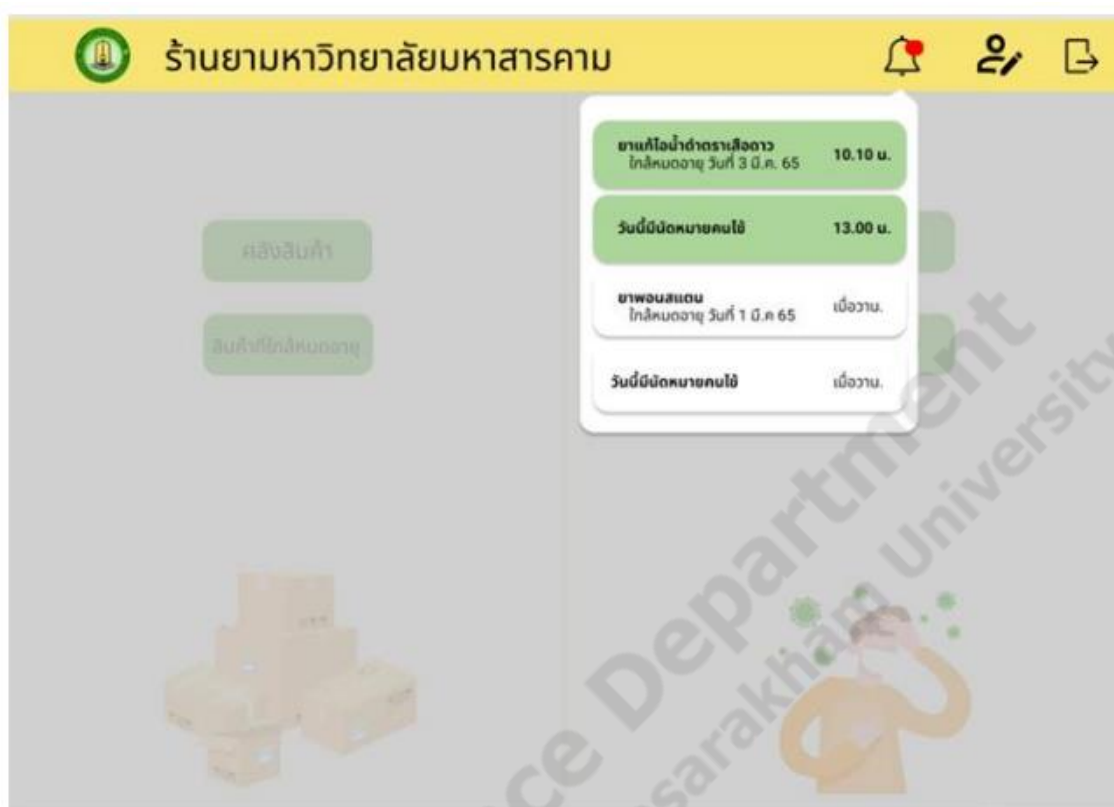 ร้านยามหาวิทยาลัยมหาสารคาม
ยาแก้ไอน้ำดำตราเสือดาว
ใกล้หมดอายุ วันที่ 3 มี.ค. 65
10.10 น.
วันนี้มีนัดหมายคนไข้
13.00 น.
ยาพอนสแตน
ใกล้หมดอายุ วันที่ 1 มี.ค 65
เมื่อวาน.
วันนี้มีนัดหมายคนไข้
เมื่อวาน.
คลังสินค้า
สินค้าที่ใกล้หมดอายุ
Department
University